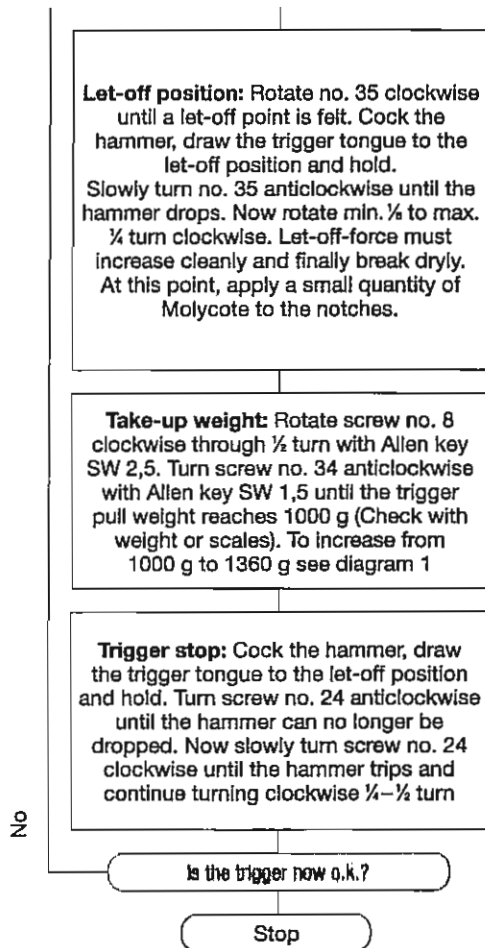 Let-off position: Rotate no. 35 clockwise
until a let-off point is felt. Cock the
hammer, draw the trigger tongue to the
let-off position and hold.
Slowly turn no. 35 anticlockwise until the
hammer drops. Now rotate min. ⅛ to max.
¼ turn clockwise. Let-off-force must
increase cleanly and finally break dryly.
At this point, apply a small quantity of
Molycote to the notches.
Take-up weight: Rotate screw no. 8
clockwise through ½ turn with Allen key
SW 2,5. Turn screw no. 34 anticlockwise
with Allen key SW 1,5 until the trigger
pull weight reaches 1000 g (Check with
weight or scales). To increase from
1000 g to 1360 g see diagram 1
Trigger stop: Cock the hammer, draw
the trigger tongue to the let-off position
and hold. Turn screw no. 24 anticlockwise
until the hammer can no longer be
dropped. Now slowly turn screw no. 24
clockwise until the hammer trips and
continue turning clockwise ¼–½ turn
No
Is the trigger now o.k.?
Stop